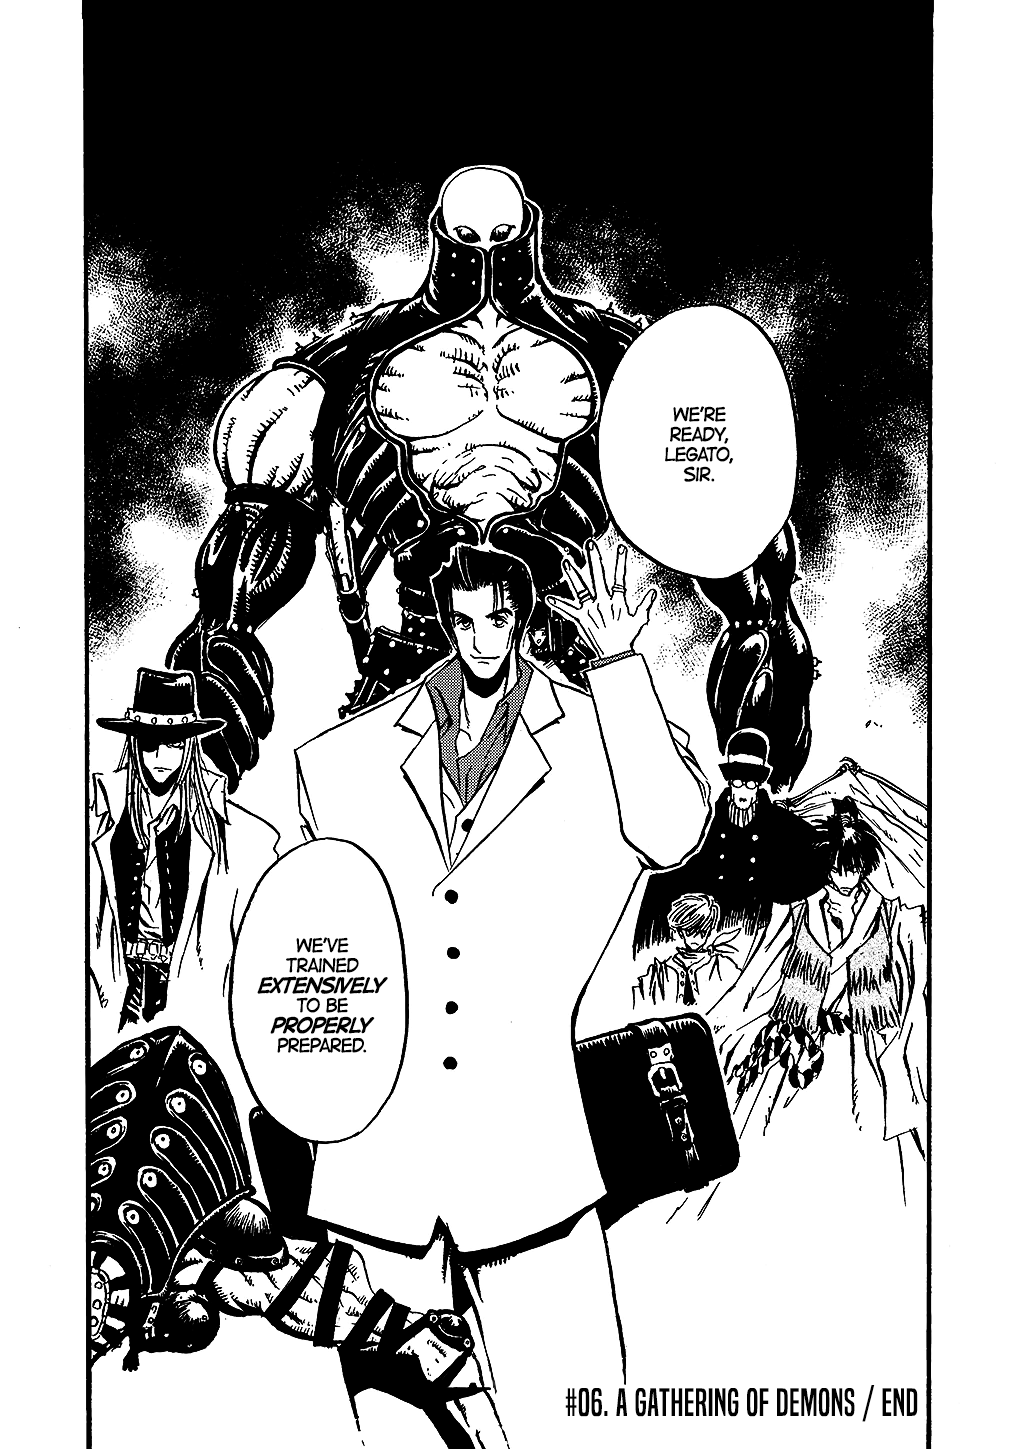 WE'RE
READY,
LEGATO,
SIR.
WE'VE
TRAINED
EXTENSIVELY
TO BE
PROPERLY
PREPARED.
#06. A GATHERING OF DEMONS / END